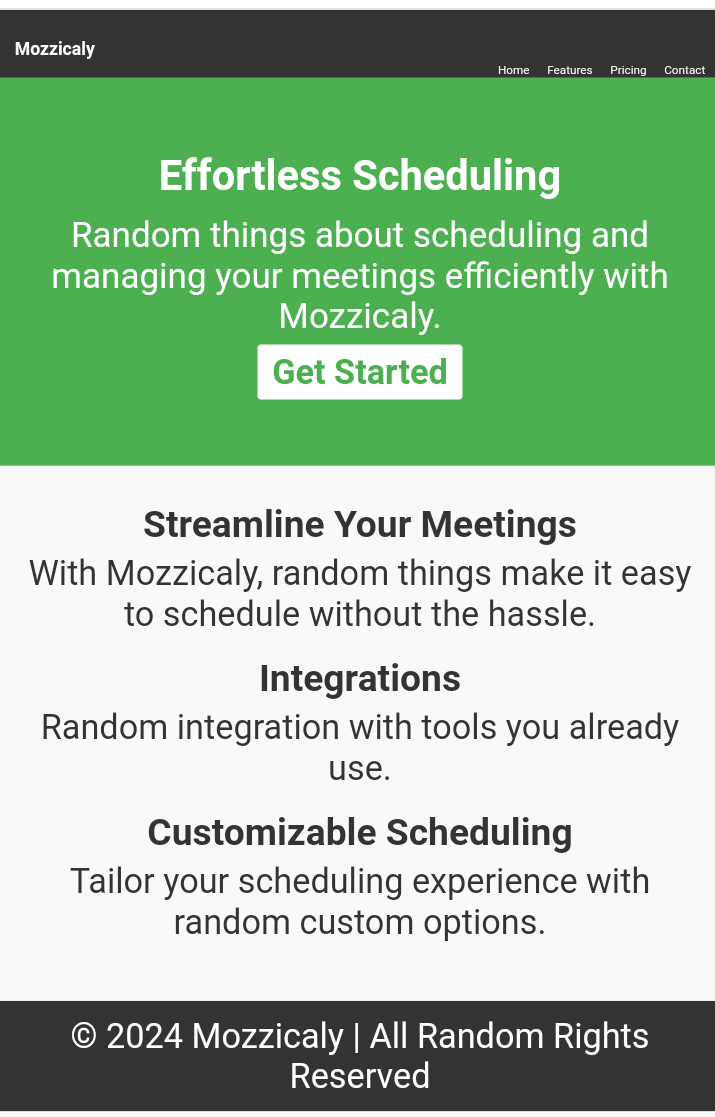 Mozzicaly
Home Features Pricing Contact
Effortless Scheduling
Random things about scheduling and
managing your meetings efficiently with
Mozzicaly.
Get Started
Streamline Your Meetings
With Mozzicaly, random things make it easy
to schedule without the hassle.
Integrations
Random integration with tools you already
use.
Customizable Scheduling
Tailor your scheduling experience with
random custom options.
© 2024 Mozzicaly | All Random Rights
Reserved